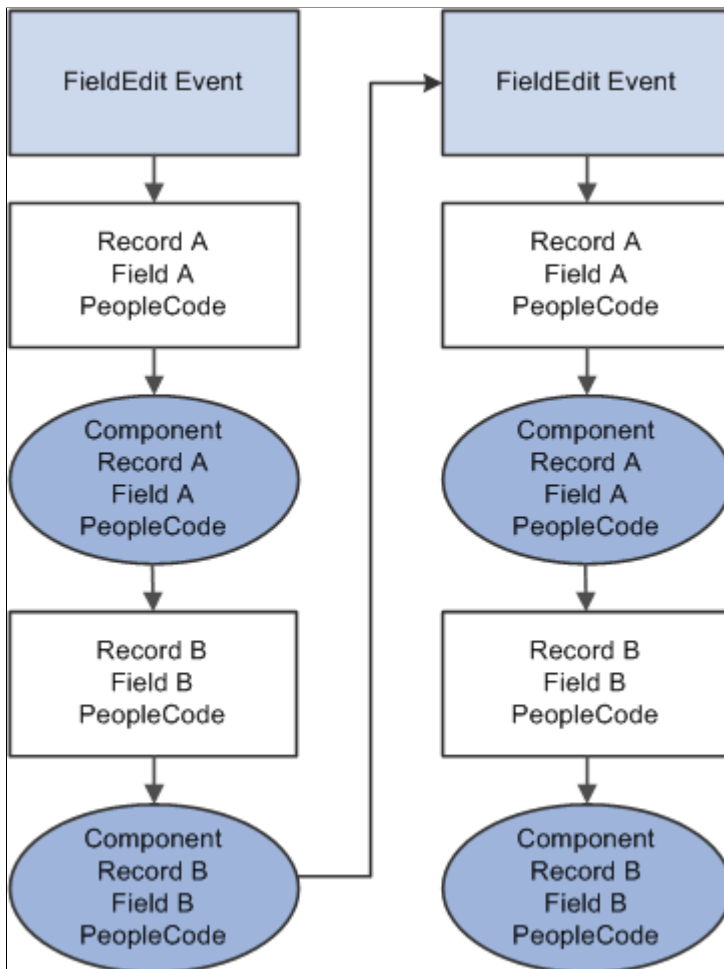 FieldEdit Event
Record A
Field A
PeopleCode
Component
Record A
Field A
PeopleCode
Record B
Field B
PeopleCode
Component
Record B
Field B
PeopleCode
FieldEdit Event
Record A
Field A
PeopleCode
Component
Record A
Field A
PeopleCode
Record B
Field B
PeopleCode
Component
Record B
Field B
PeopleCode